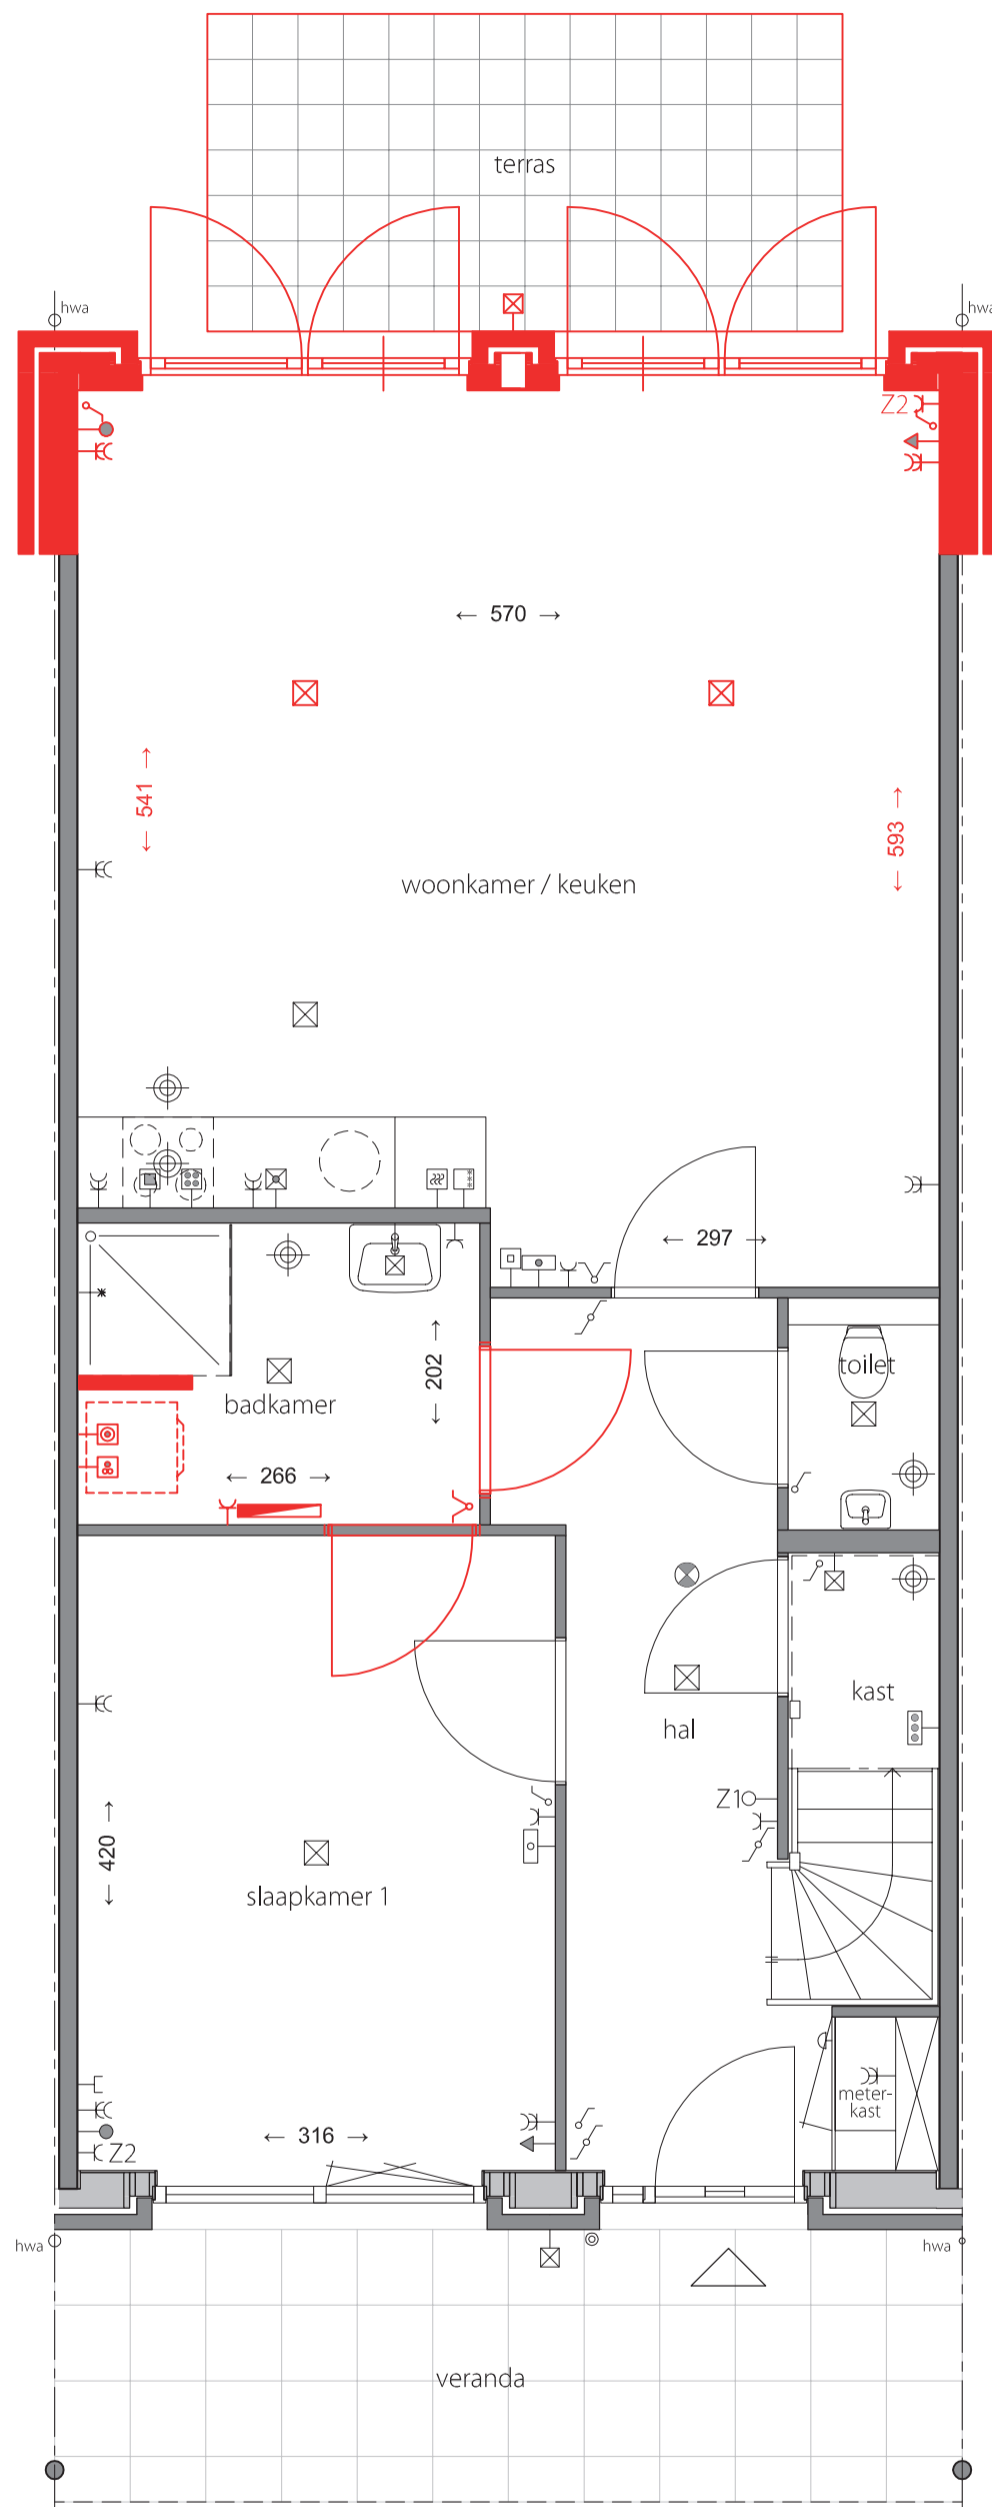 terras
hwa
hwa
Z2
← 570 →
← 541 →
← 593 →
woonkamer / keuken
← 297 →
← 202 →
toilet
badkamer
← 266 →
kast
hal
Z1
← 420 →
slaapkamer 1
meter-
kast
← 316 →
Z2
hwa
hwa
veranda